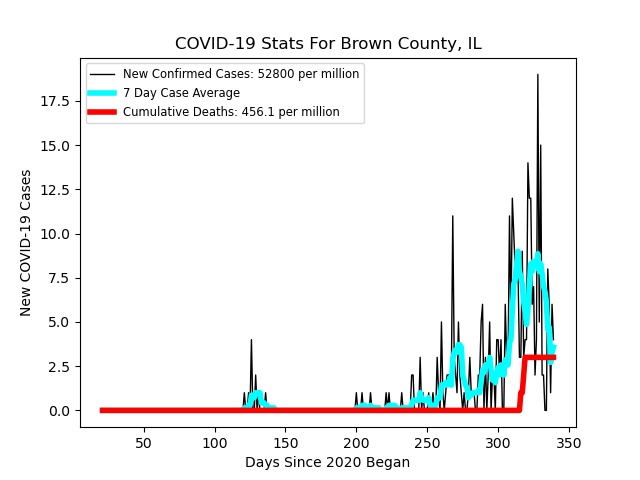 COVID-19 Stats For Brown County, IL
New Confirmed Cases: 52800 per million
7 Day Case Average
Cumulative Deaths: 456.1 per million
New COVID-19 Cases
17.5
15.0
12.5
10.0
7.5
5.0
2.5
0.0
50 100 150 200 250 300 350
Days Since 2020 Began